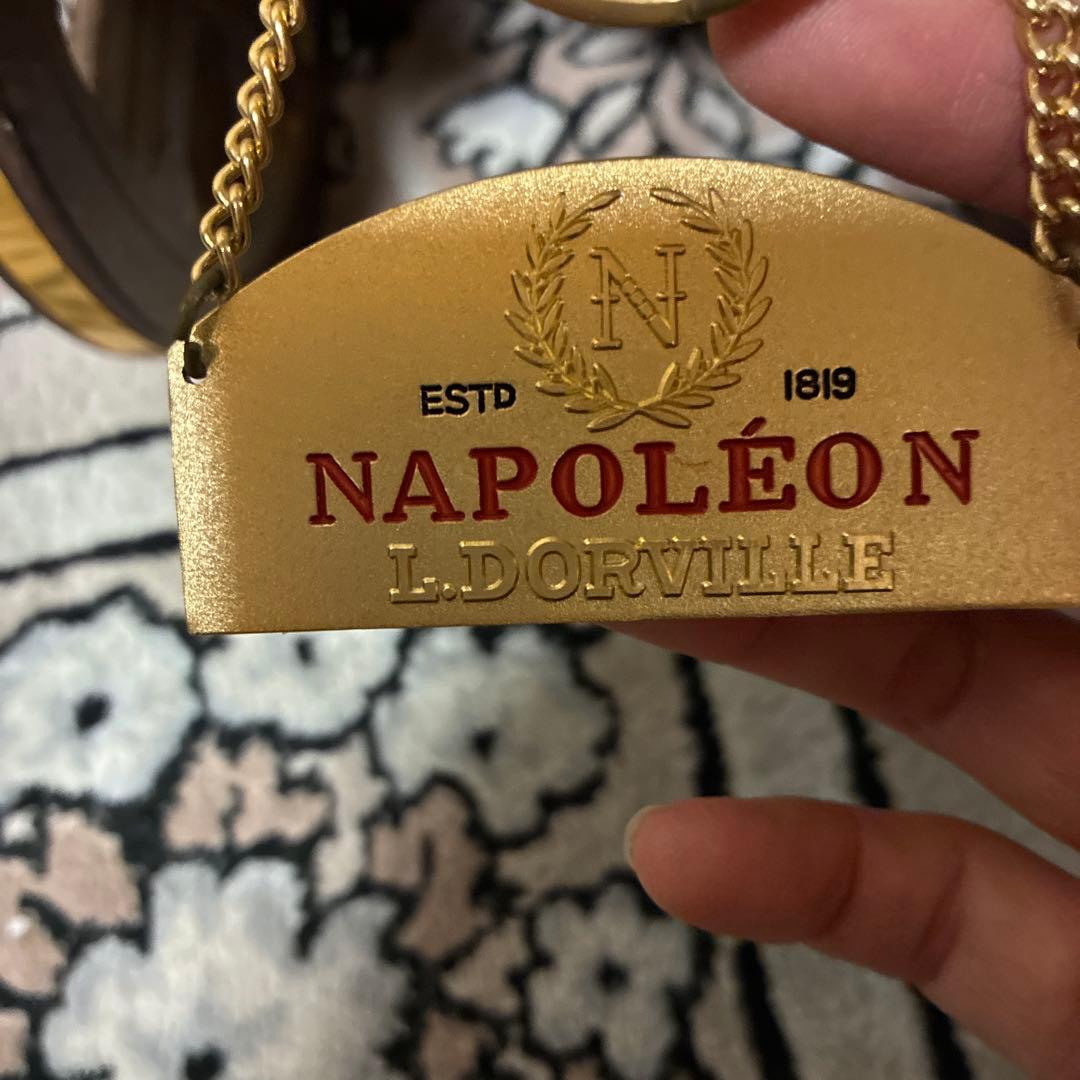 N
ESTD 1819
NAPOLÉON
L.DORVILLE